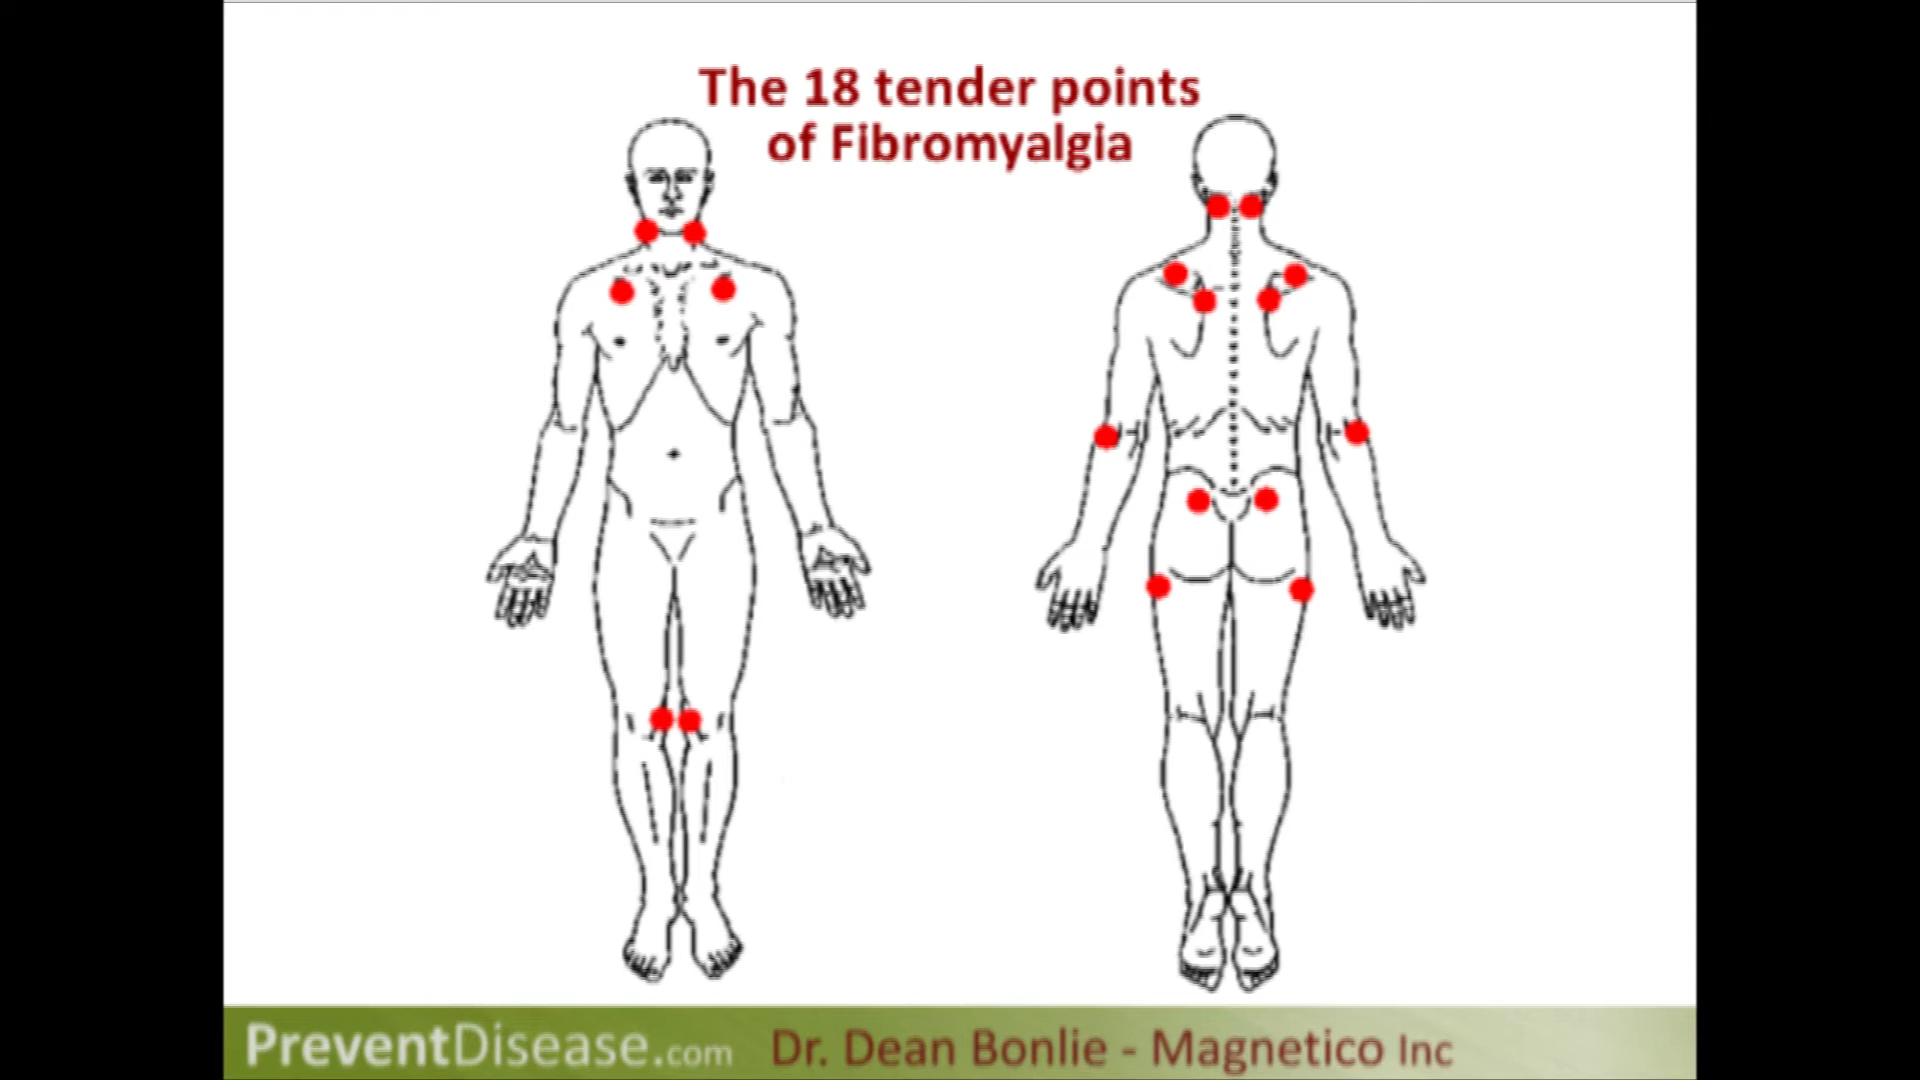 The 18 tender points
of Fibromyalgia
PreventDisease.com Dr. Dean Bonlie - Magnetico Inc